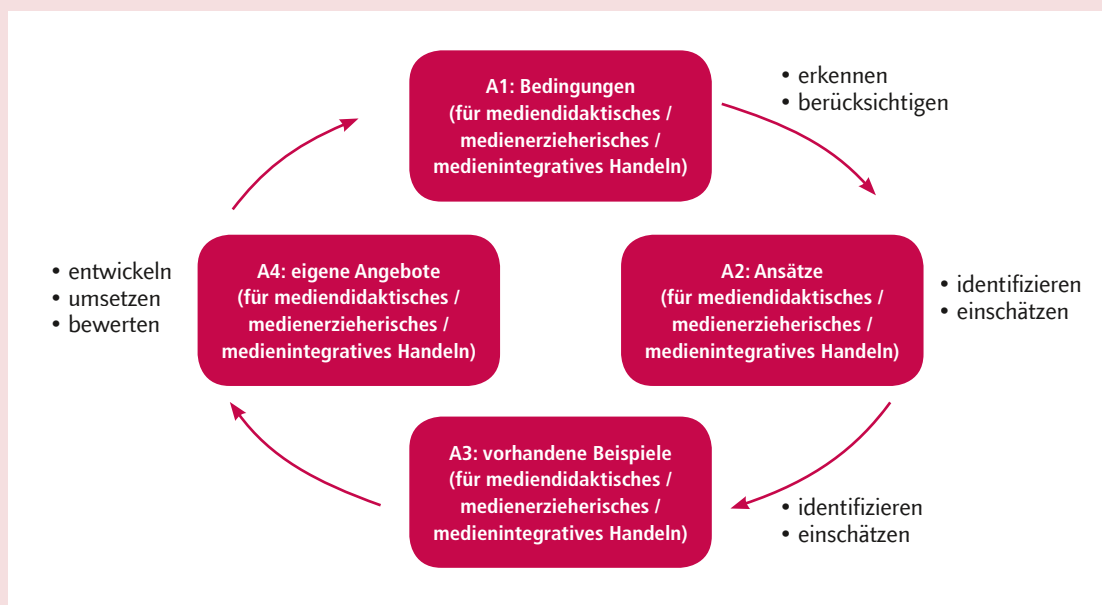 A1: Bedingungen
(für mediendidaktisches /
medienerzieherisches /
medienintegratives Handeln)
• erkennen
• berücksichtigen
A2: Ansätze
(für mediendidaktisches /
medienerzieherisches /
medienintegratives Handeln)
• identifizieren
• einschätzen
A3: vorhandene Beispiele
(für mediendidaktisches /
medienerzieherisches /
medienintegratives Handeln)
• identifizieren
• einschätzen
A4: eigene Angebote
(für mediendidaktisches /
medienerzieherisches /
medienintegratives Handeln)
• entwickeln
• umsetzen
• bewerten